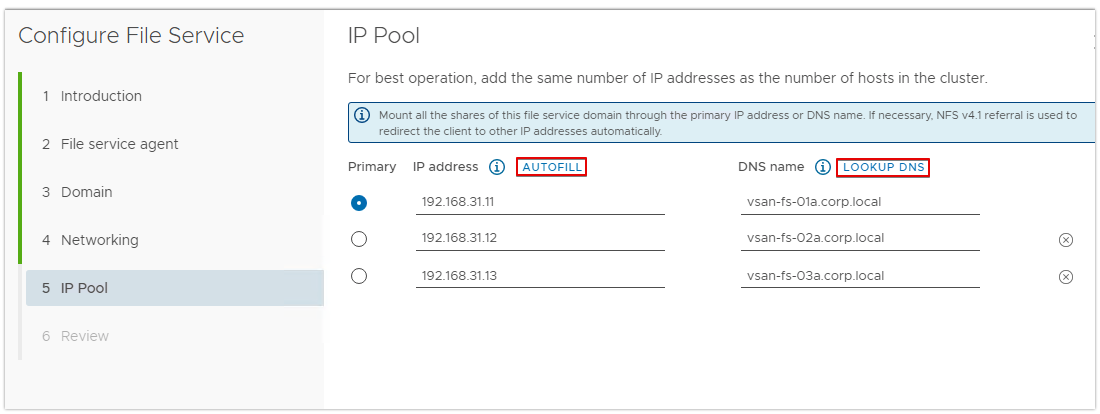 Configure File Service
1 Introduction
2 File service agent
3 Domain
4 Networking
5 IP Pool
6 Review
IP Pool
For best operation, add the same number of IP addresses as the number of hosts in the cluster.
Mount all the shares of this file service domain through the primary IP address or DNS name. If necessary, NFS v4.1 referral is used to
redirect the client to other IP addresses automatically.
Primary IP address AUTOFILL DNS name LOOKUP DNS
192.168.31.11 vsan-fs-01a.corp.local
192.168.31.12 vsan-fs-02a.corp.local
192.168.31.13 vsan-fs-03a.corp.local